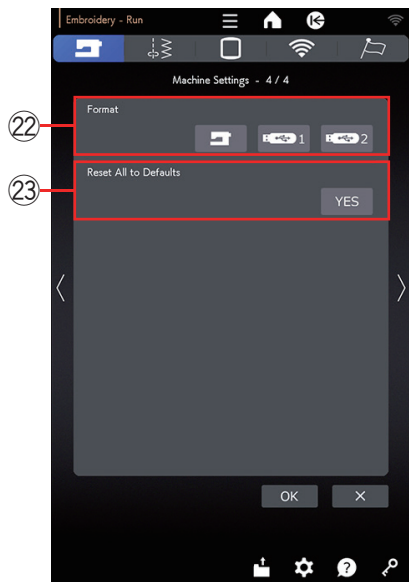 Embroidery - Run
Machine Settings - 4 / 4
22
Format
1
2
23
Reset All to Defaults
YES
OK
?